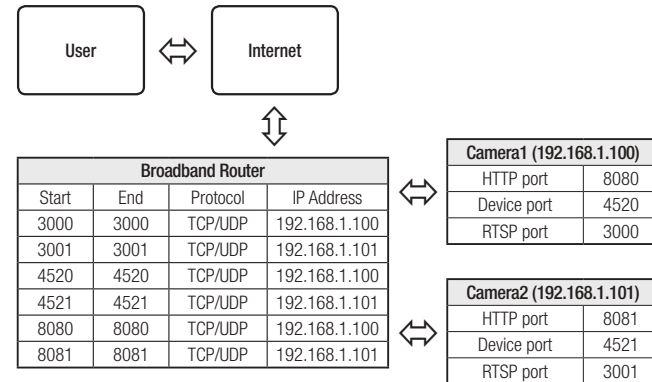 User
Internet
Broadband Router
Start End Protocol IP Address
3000 3000 TCP/UDP 192.168.1.100
3001 3001 TCP/UDP 192.168.1.101
4520 4520 TCP/UDP 192.168.1.100
4521 4521 TCP/UDP 192.168.1.101
8080 8080 TCP/UDP 192.168.1.100
8081 8081 TCP/UDP 192.168.1.101
Camera1 (192.168.1.100)
HTTP port 8080
Device port 4520
RTSP port 3000
Camera2 (192.168.1.101)
HTTP port 8081
Device port 4521
RTSP port 3001